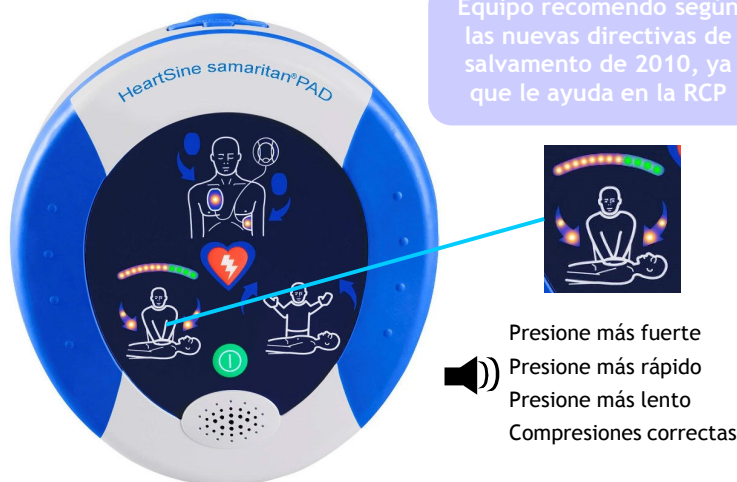 Equipo recomendo según
las nuevas directivas de
salvamento de 2010, ya
que le ayuda en la RCP
HeartSine samaritan®PAD
Presione más fuerte
Presione más rápido
Presione más lento
Compresiones correctas